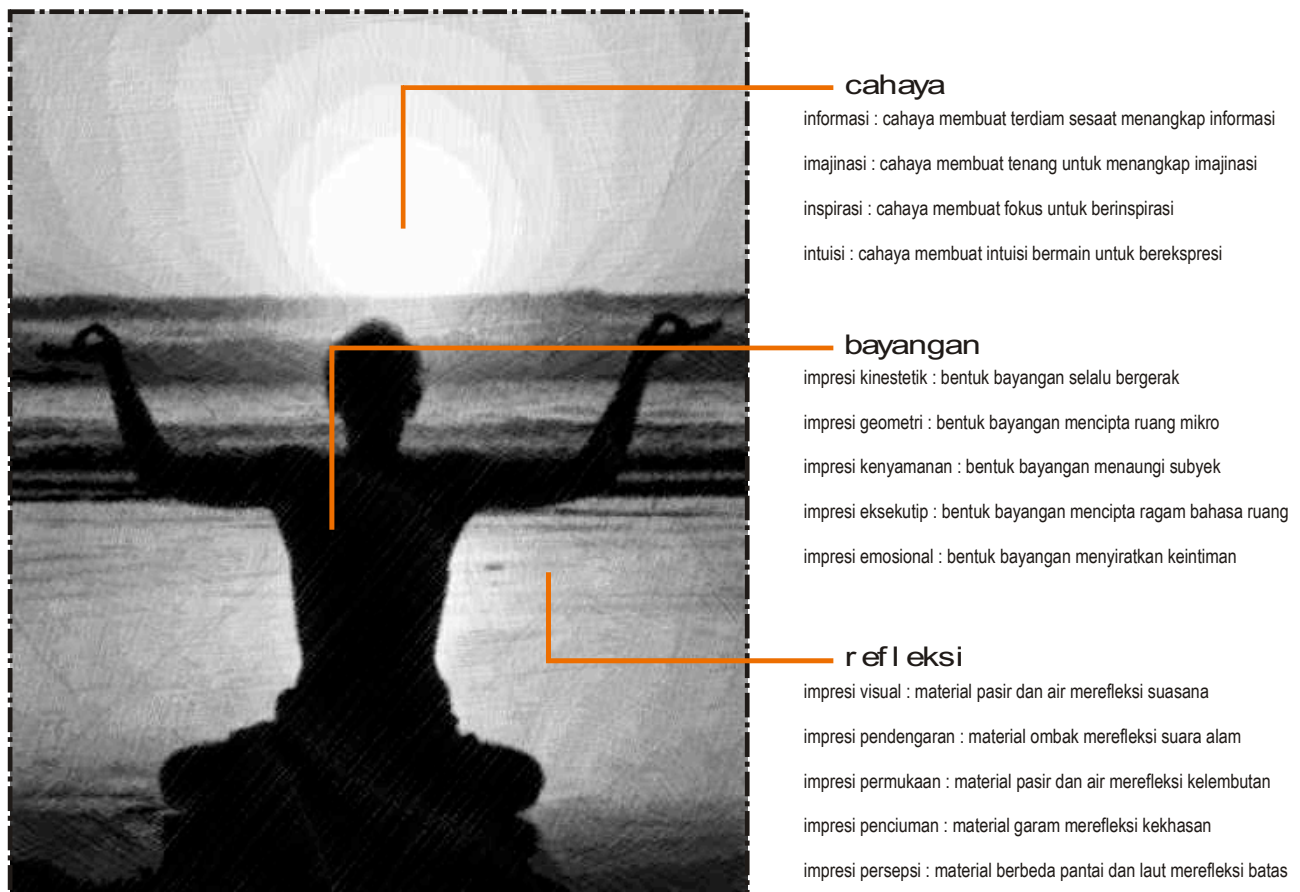 cahaya
informasi : cahaya membuat terdiam sesaat menangkap informasi
imajinasi : cahaya membuat tenang untuk menangkap imajinasi
inspirasi : cahaya membuat fokus untuk berinspirasi
intuisi : cahaya membuat intuisi bermain untuk berekspresi
bayangan
impresi kinestetik : bentuk bayangan selalu bergerak
impresi geometri : bentuk bayangan mencipta ruang mikro
impresi kenyamanan : bentuk bayangan menaungi subyek
impresi eksekutip : bentuk bayangan mencipta ragam bahasa ruang
impresi emosional : bentuk bayangan menyiratkan keintiman
refleksi
impresi visual : material pasir dan air merefleksi suasana
impresi pendengaran : material ombak merefleksi suara alam
impresi permukaan : material pasir dan air merefleksi kelembutan
impresi penciuman : material garam merefleksi kekhasan
impresi persepsi : material berbeda pantai dan laut merefleksi batas